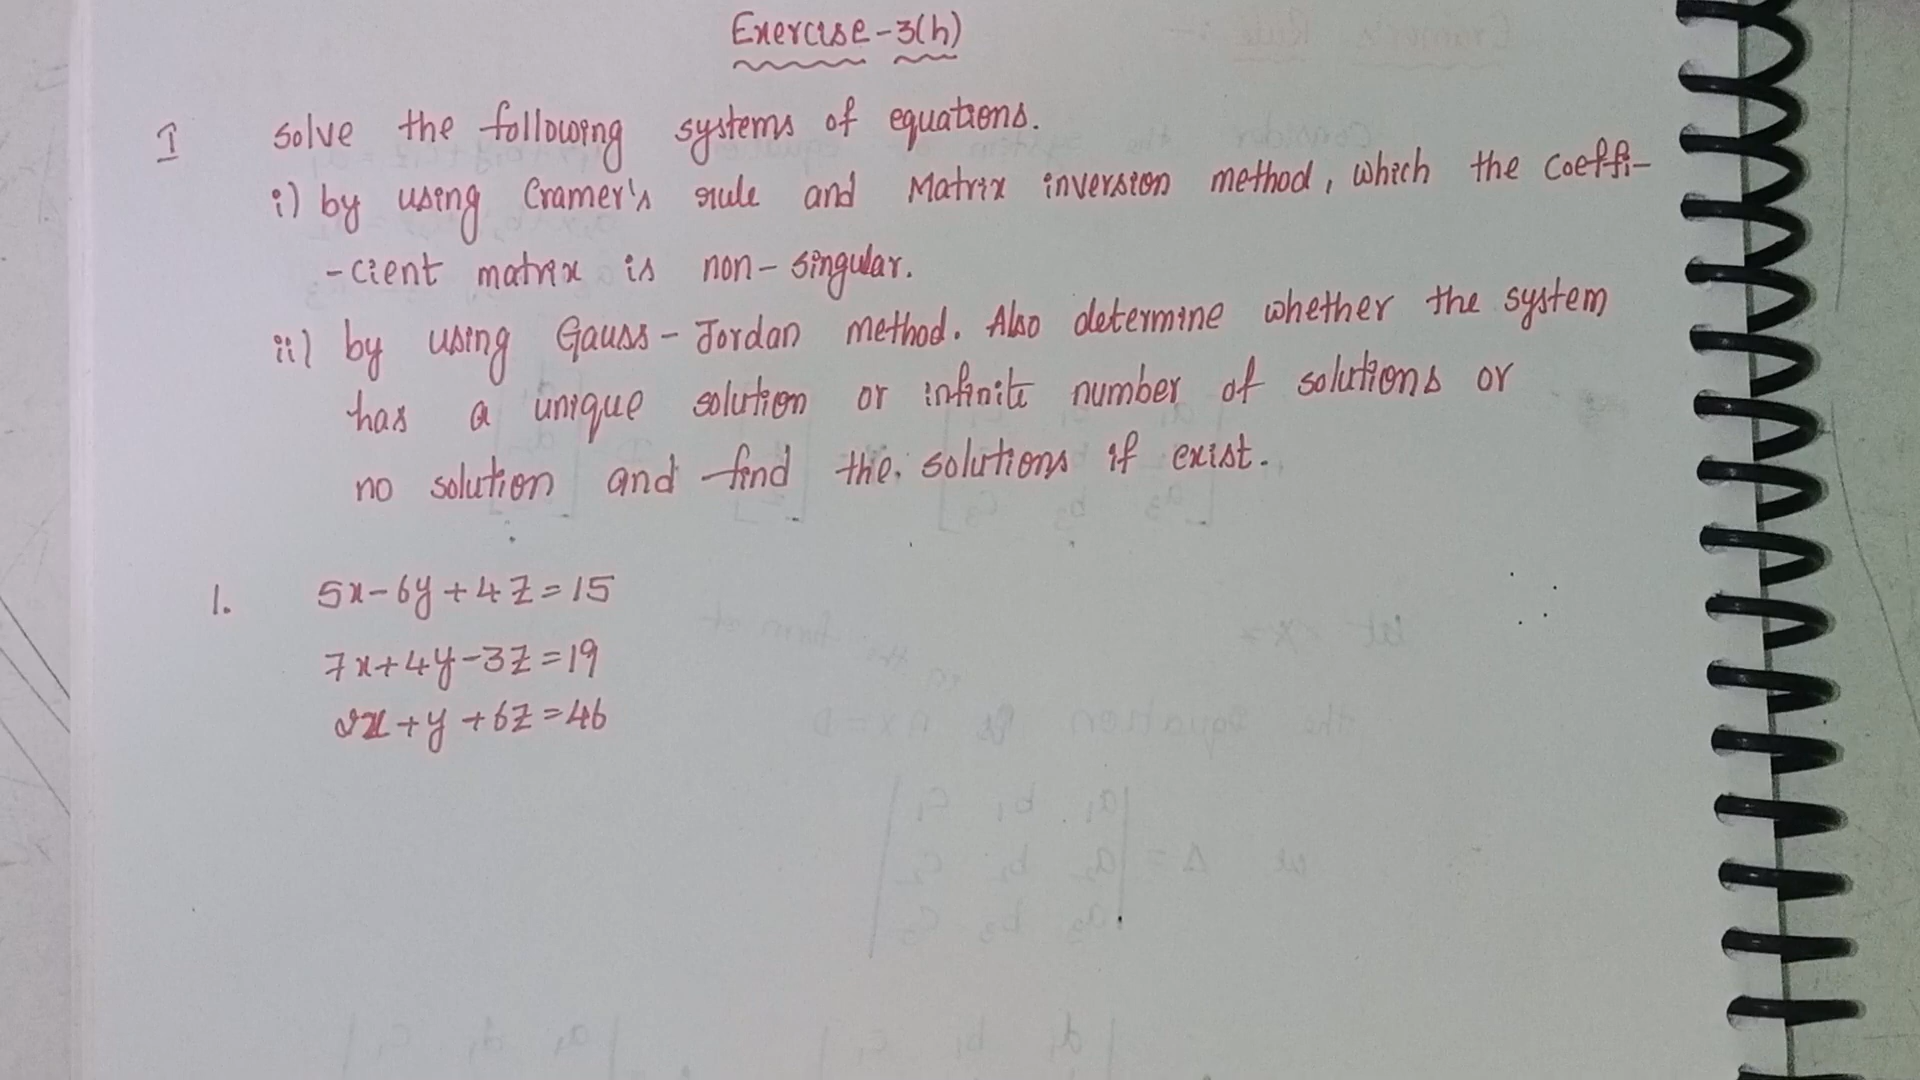 Exercise-3(h)
I solve the following systems of equations.
i) by using Cramer's rule and Matrix inversion method, which the coeffi-
-cient matrix is non-singular.
ii) by using Gauss-Jordan method. Also determine whether the system
has a unique solution or infinite number of solutions or
no solution and find the solutions if exist.
1. 5x-6y+4z=15
7x+4y-3z=19
2x+y+6z=46